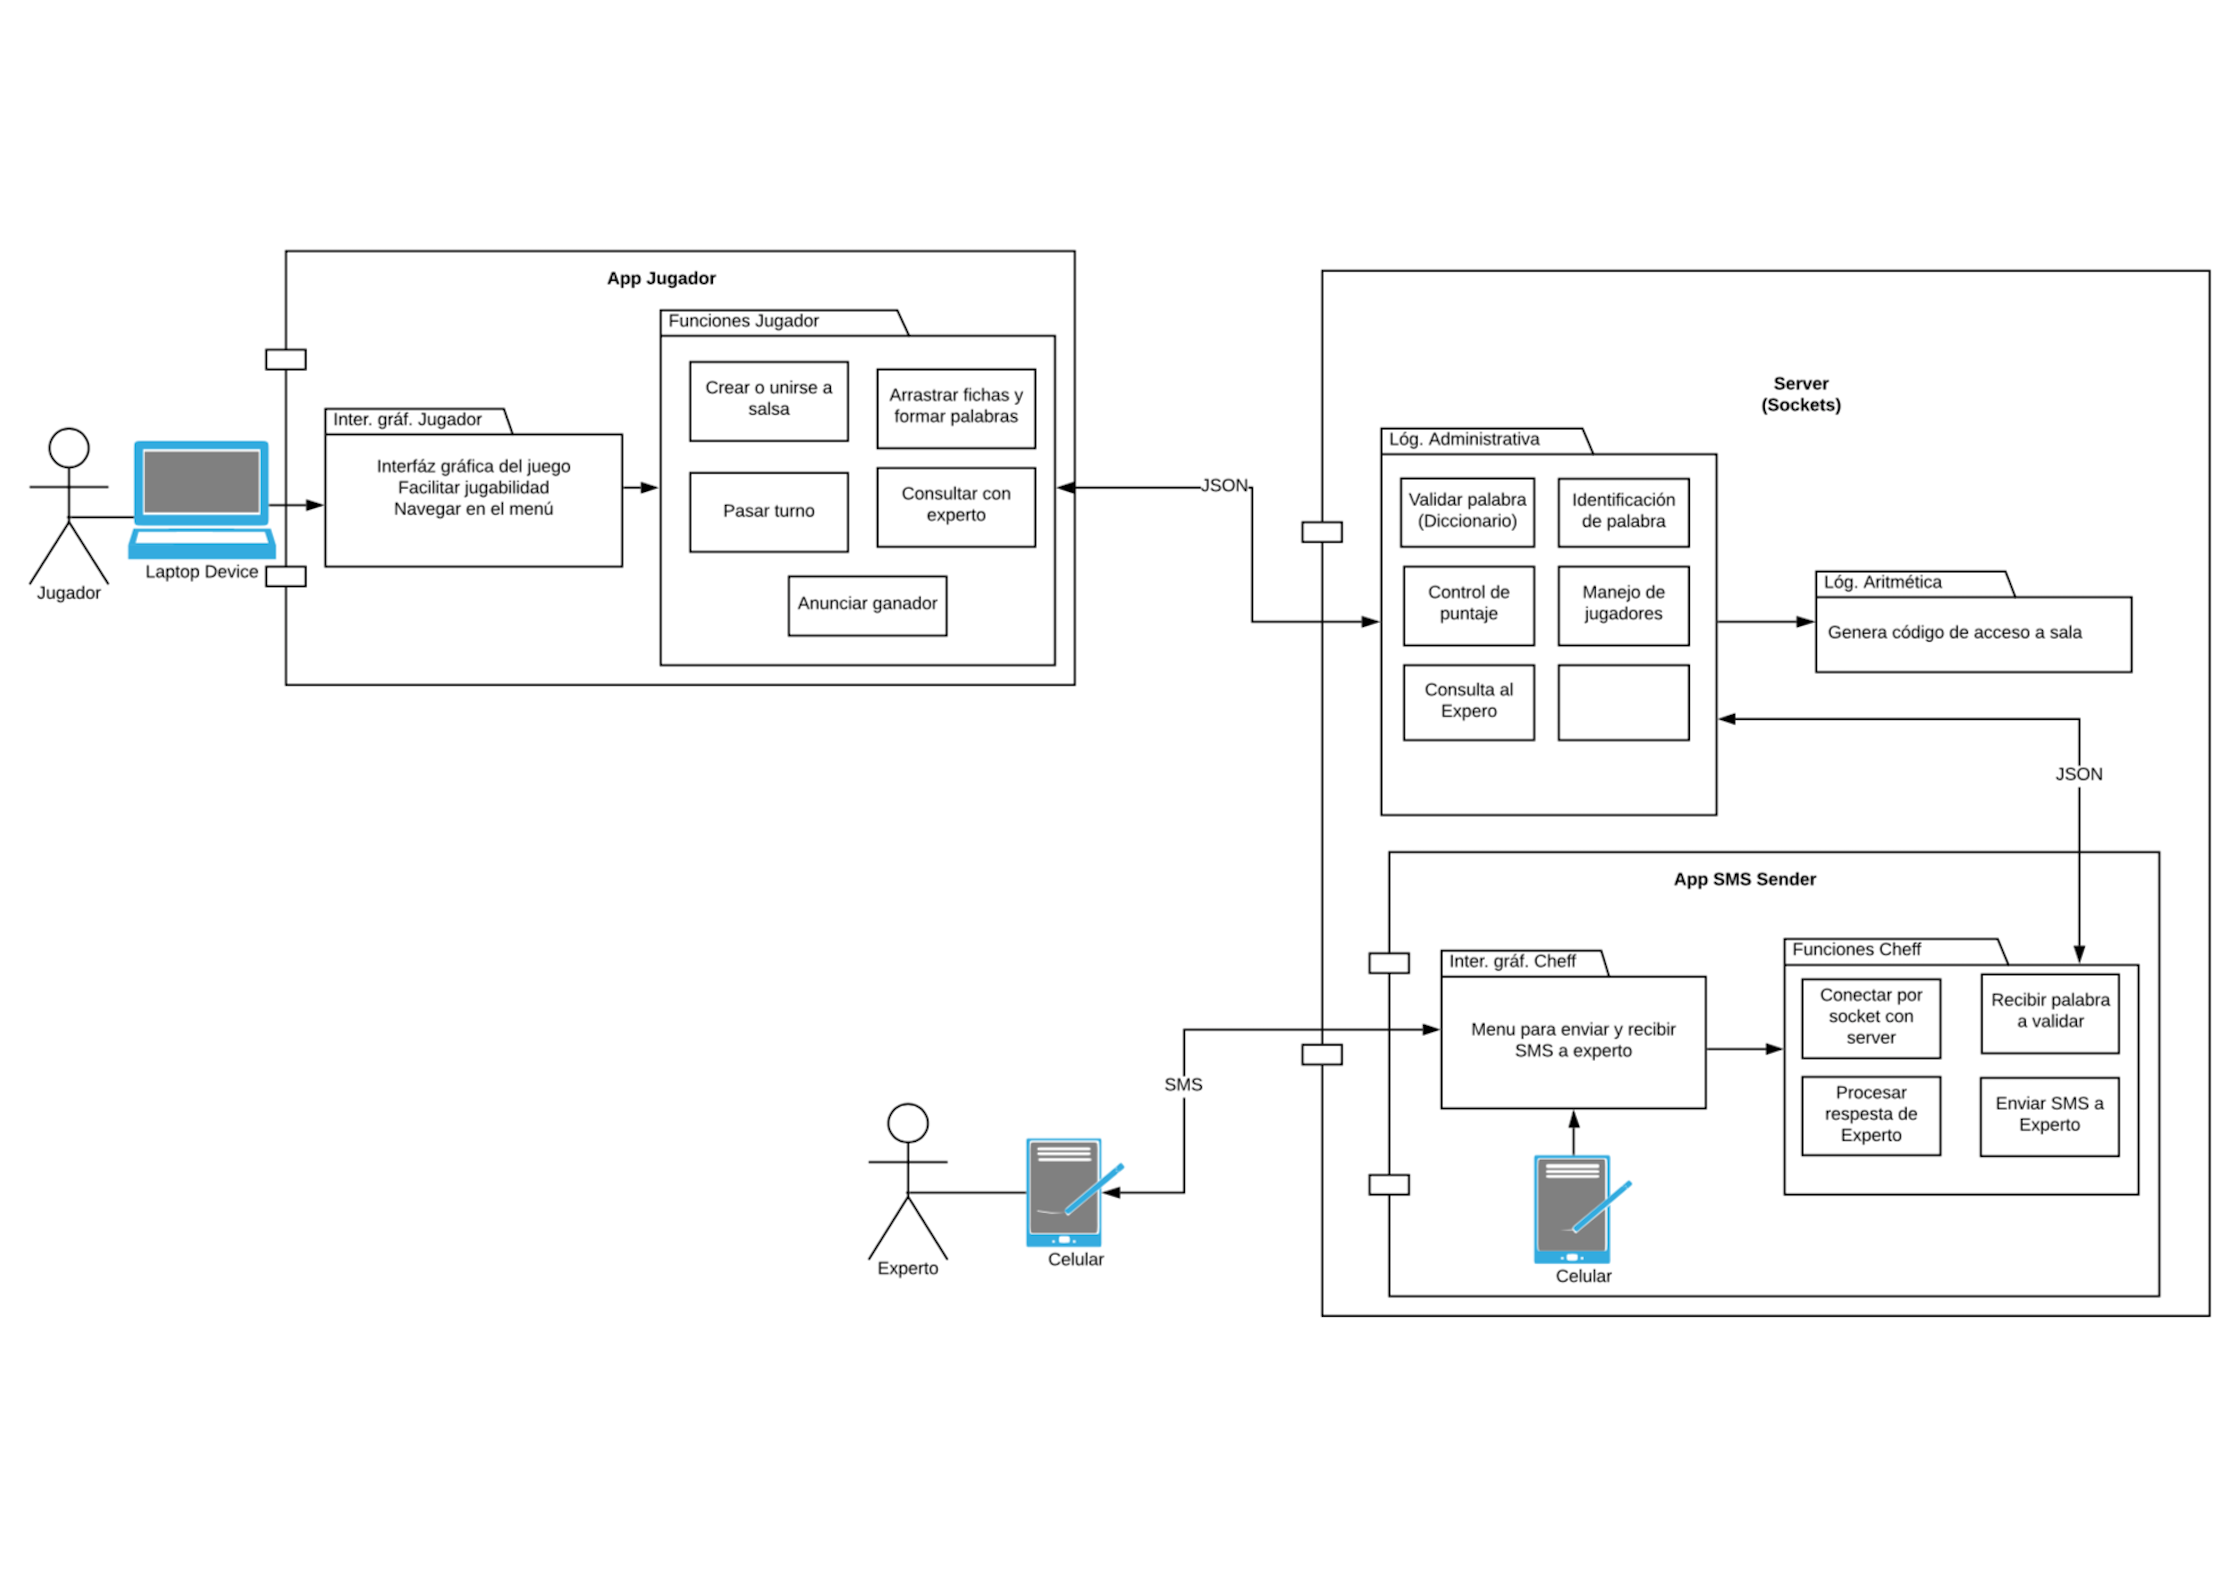 App Jugador
Funciones Jugador
Crear o unirse a
salsa
Arrastrar fichas y
formar palabras
Pasar turno
Consultar con
experto
Anunciar ganador
Inter. gráf. Jugador
Interfáz gráfica del juego
Facilitar jugabilidad
Navegar en el menú
Jugador
Laptop Device
JSON
Server
(Sockets)
Lóg. Administrativa
Validar palabra
(Diccionario)
Identificación
de palabra
Control de
puntaje
Manejo de
jugadores
Consulta al
Expero
Lóg. Aritmética
Genera código de acceso a sala
JSON
App SMS Sender
Inter. gráf. Cheff
Menu para enviar y recibir
SMS a experto
Funciones Cheff
Conectar por
socket con
server
Recibir palabra
a validar
Procesar
respesta de
Experto
Enviar SMS a
Experto
Celular
SMS
Experto
Celular